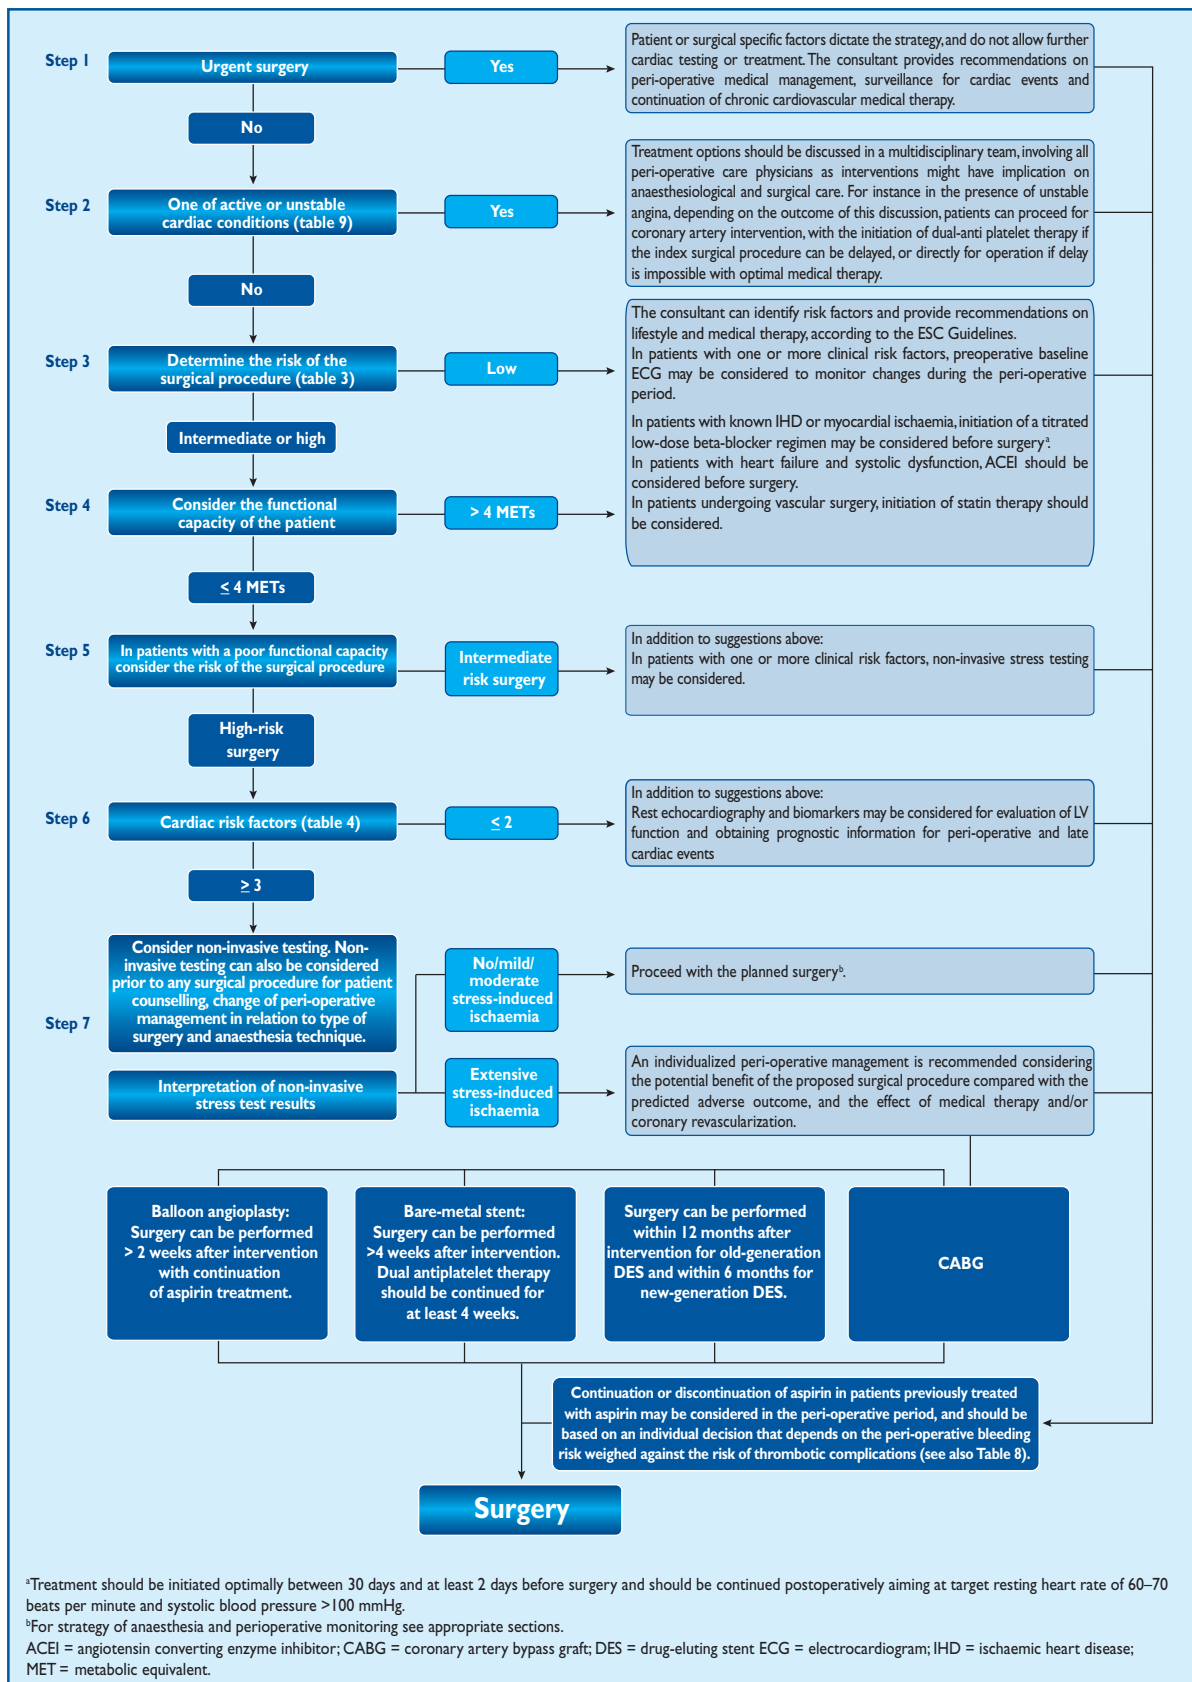 Step 1
Urgent surgery
Yes
Patient or surgical specific factors dictate the strategy, and do not allow further
cardiac testing or treatment. The consultant provides recommendations on
peri-operative medical management, surveillance for cardiac events and
continuation of chronic cardiovascular medical therapy.
No
Step 2
One of active or unstable
cardiac conditions (table 9)
Yes
Treatment options should be discussed in a multidisciplinary team, involving all
peri-operative care physicians as interventions might have implication on
anaesthesiological and surgical care. For instance in the presence of unstable
angina, depending on the outcome of this discussion, patients can proceed for
coronary artery intervention, with the initiation of dual-anti platelet therapy if
the index surgical procedure can be delayed, or directly for operation if delay
is impossible with optimal medical therapy.
No
Step 3
Determine the risk of the
surgical procedure (table 3)
Low
The consultant can identify risk factors and provide recommendations on
lifestyle and medical therapy, according to the ESC Guidelines.
In patients with one or more clinical risk factors, preoperative baseline
ECG may be considered to monitor changes during the peri-operative
period.
In patients with known IHD or myocardial ischaemia, initiation of a titrated
low-dose beta-blocker regimen may be considered before surgeryᵃ.
In patients with heart failure and systolic dysfunction, ACEI should be
considered before surgery.
In patients undergoing vascular surgery, initiation of statin therapy should
be considered.
Intermediate or high
Step 4
Consider the functional
capacity of the patient
> 4 METs
≤ 4 METs
Step 5
In patients with a poor functional capacity
consider the risk of the surgical procedure
Intermediate
risk surgery
In addition to suggestions above:
In patients with one or more clinical risk factors, non-invasive stress testing
may be considered.
High-risk
surgery
Step 6
Cardiac risk factors (table 4)
≤ 2
In addition to suggestions above:
Rest echocardiography and biomarkers may be considered for evaluation of LV
function and obtaining prognostic information for peri-operative and late
cardiac events
≥ 3
Step 7
Consider non-invasive testing. Non-
invasive testing can also be considered
prior to any surgical procedure for patient
counselling, change of peri-operative
management in relation to type of
surgery and anaesthesia technique.
No/mild/
moderate
stress-induced
ischaemia
Proceed with the planned surgeryᵇ.
Interpretation of non-invasive
stress test results
Extensive
stress-induced
ischaemia
An individualized peri-operative management is recommended considering
the potential benefit of the proposed surgical procedure compared with the
predicted adverse outcome, and the effect of medical therapy and/or
coronary revascularization.
Balloon angioplasty:
Surgery can be performed
> 2 weeks after intervention
with continuation
of aspirin treatment.
Bare-metal stent:
Surgery can be performed
>4 weeks after intervention.
Dual antiplatelet therapy
should be continued for
at least 4 weeks.
Surgery can be performed
within 12 months after
intervention for old-generation
DES and within 6 months for
new-generation DES.
CABG
Continuation or discontinuation of aspirin in patients previously treated
with aspirin may be considered in the peri-operative period, and should be
based on an individual decision that depends on the peri-operative bleeding
risk weighed against the risk of thrombotic complications (see also Table 8).
Surgery
ᵃTreatment should be initiated optimally between 30 days and at least 2 days before surgery and should be continued postoperatively aiming at target resting heart rate of 60–70
beats per minute and systolic blood pressure >100 mmHg.
ᵇFor strategy of anaesthesia and perioperative monitoring see appropriate sections.
ACEI = angiotensin converting enzyme inhibitor; CABG = coronary artery bypass graft; DES = drug-eluting stent ECG = electrocardiogram; IHD = ischaemic heart disease;
MET = metabolic equivalent.